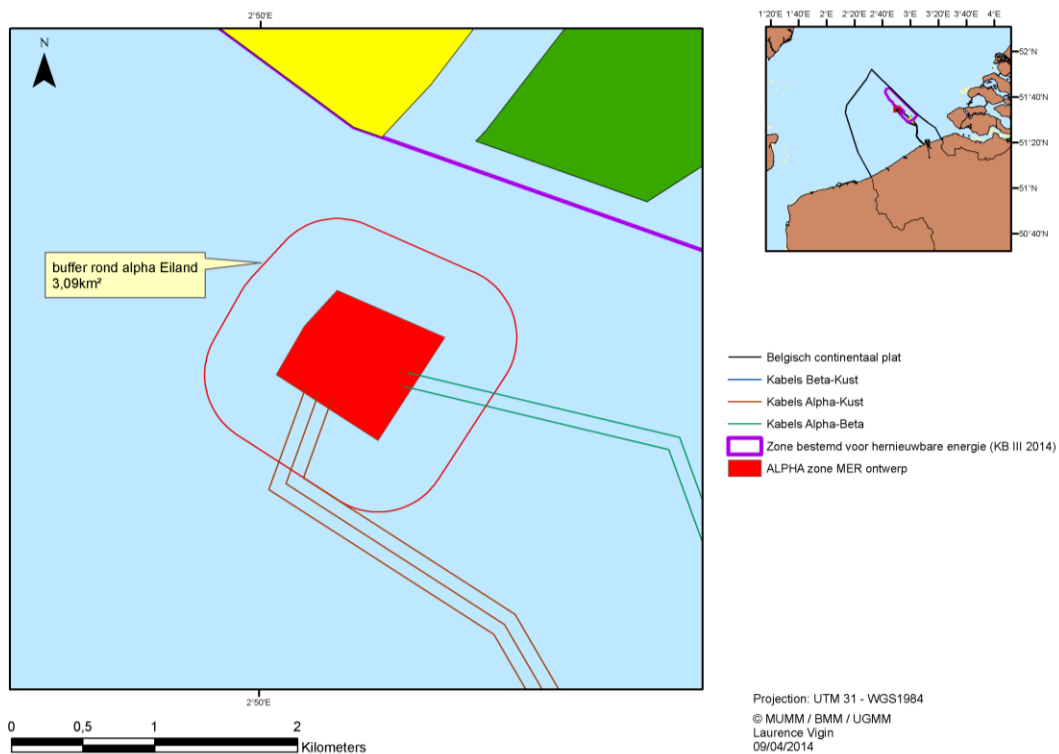 2°50'E
N
buffer rond alpha Eiland
3,09km²
2°50'E
0 0,5 1 2
Kilometers
1°20'E 1°40'E 2°E 2°20'E 2°40'E 3°E 3°20'E 3°40'E 4°E
52°N
51°40'N
51°20'N
51°N
50°40'N
Belgisch continentaal plat
Kabels Beta-Kust
Kabels Alpha-Kust
Kabels Alpha-Beta
Zone bestemd voor hernieuwbare energie (KB III 2014)
ALPHA zone MER ontwerp
Projection: UTM 31 - WGS1984
© MUMM / BMM / UGMM
Laurence Vigin
09/04/2014